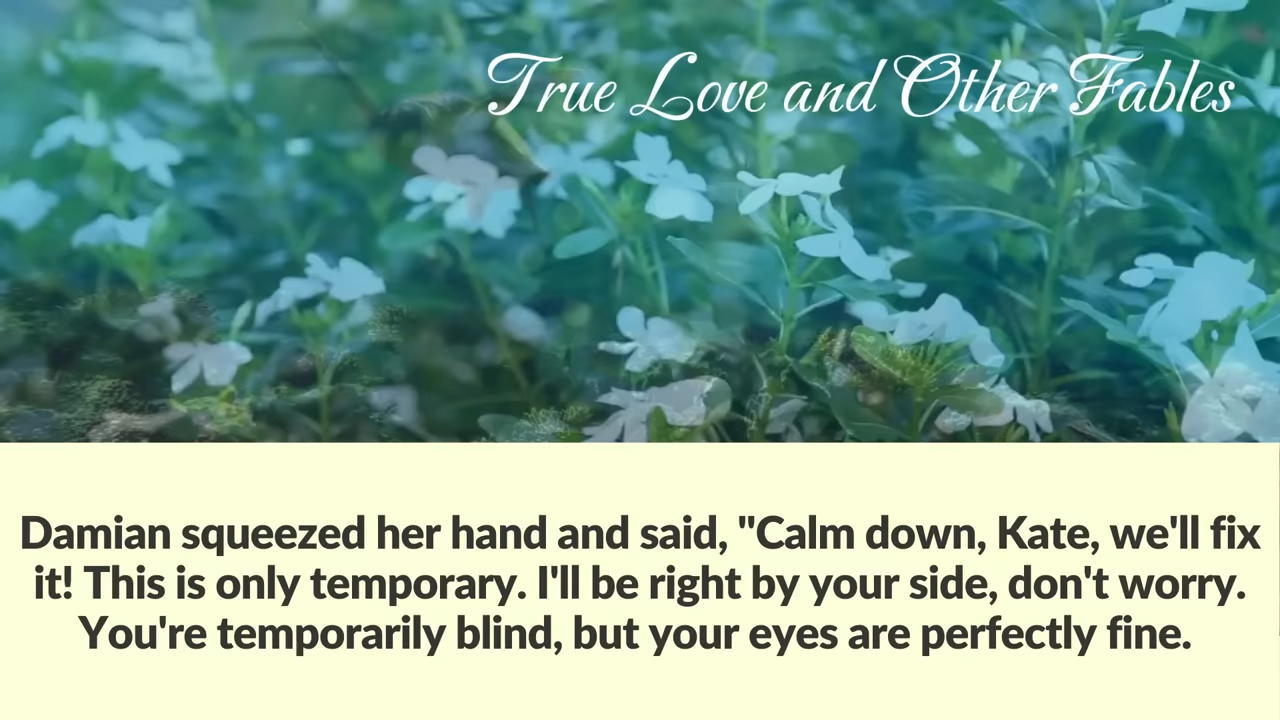 True Love and Other Fables
Damian squeezed her hand and said, "Calm down, Kate, we'll fix
it! This is only temporary. I'll be right by your side, don't worry.
You're temporarily blind, but your eyes are perfectly fine.